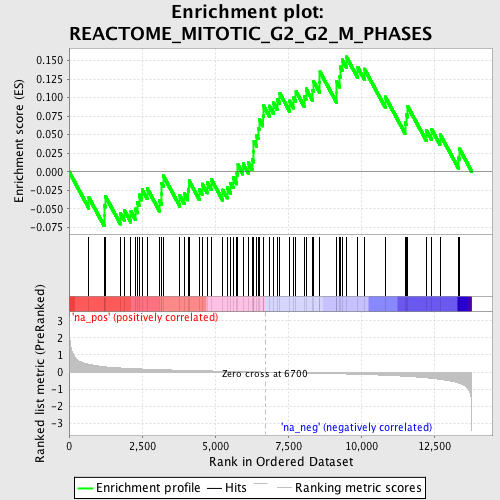 Enrichment plot:
REACTOME_MITOTIC_G2_G2_M_PHASES
Enrichment score (ES)
0.150
0.125
0.100
0.075
0.050
0.025
0.000
-0.025
-0.050
-0.075
'na_pos' (positively correlated)
Ranked list metric (PreRanked)
3
2
1
0
-1
-2
-3
Zero cross at 6700
'na_neg' (negatively correlated)
0
2,500
5,000
7,500
10,000
12,500
Rank in Ordered Dataset
Enrichment profile
Hits
Ranking metric scores